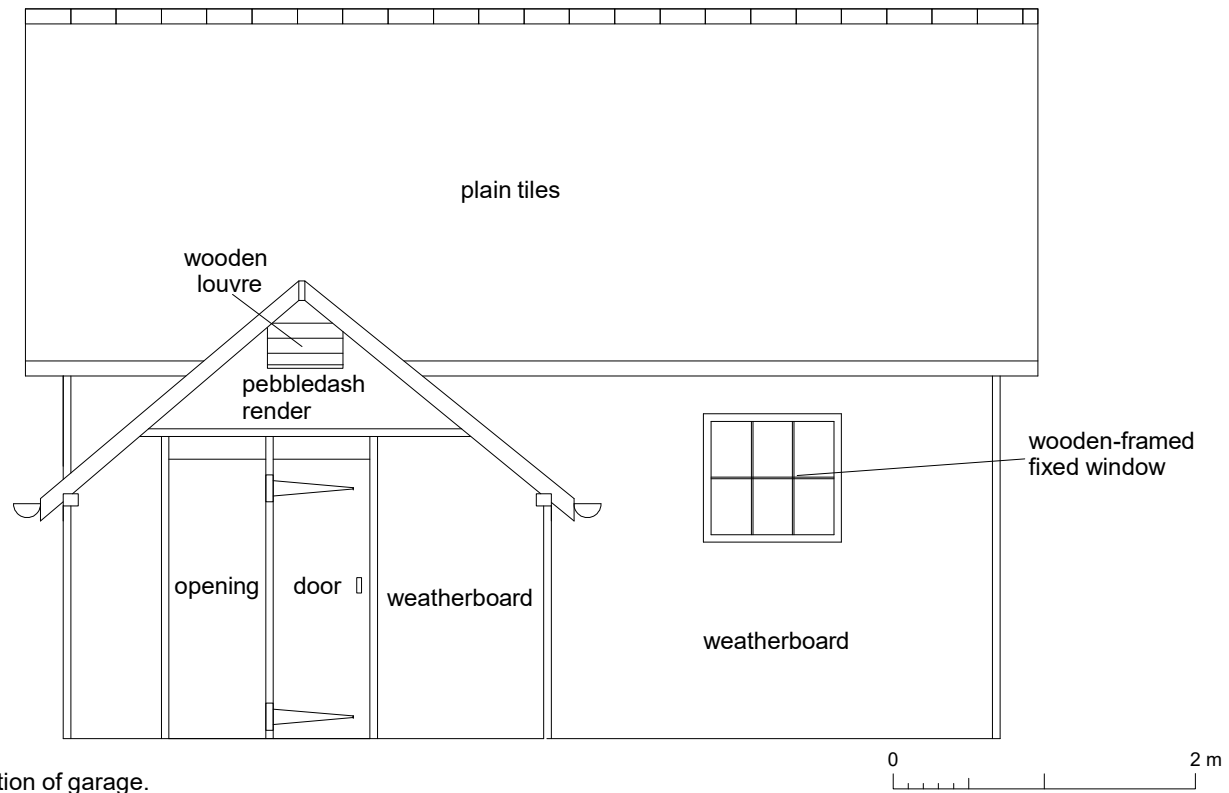 plain tiles
wooden
louvre
pebbledash
render
wooden-framed
fixed window
opening
door
weatherboard
weatherboard
0
2 m
tion of garage.